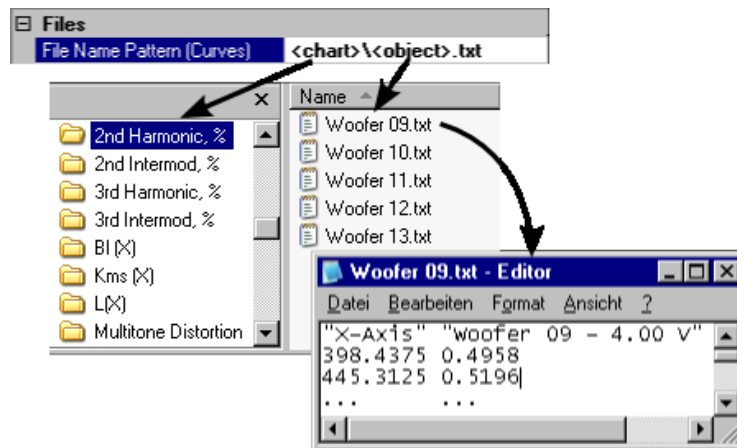 Files
File Name Pattern (Curves) <chart>\<object>.txt
2nd Harmonic, %
2nd Intermod, %
3rd Harmonic, %
3rd Intermod, %
Bl (X)
Kms (X)
L(X)
Multitone Distortion
Name
Woofer 09.txt
Woofer 10.txt
Woofer 11.txt
Woofer 12.txt
Woofer 13.txt
Woofer 09.txt - Editor
Datei Bearbeiten Format Ansicht ?
"X-Axis" "Woofer 09 - 4.00 V"
398.4375 0.4958
445.3125 0.5196
... ...